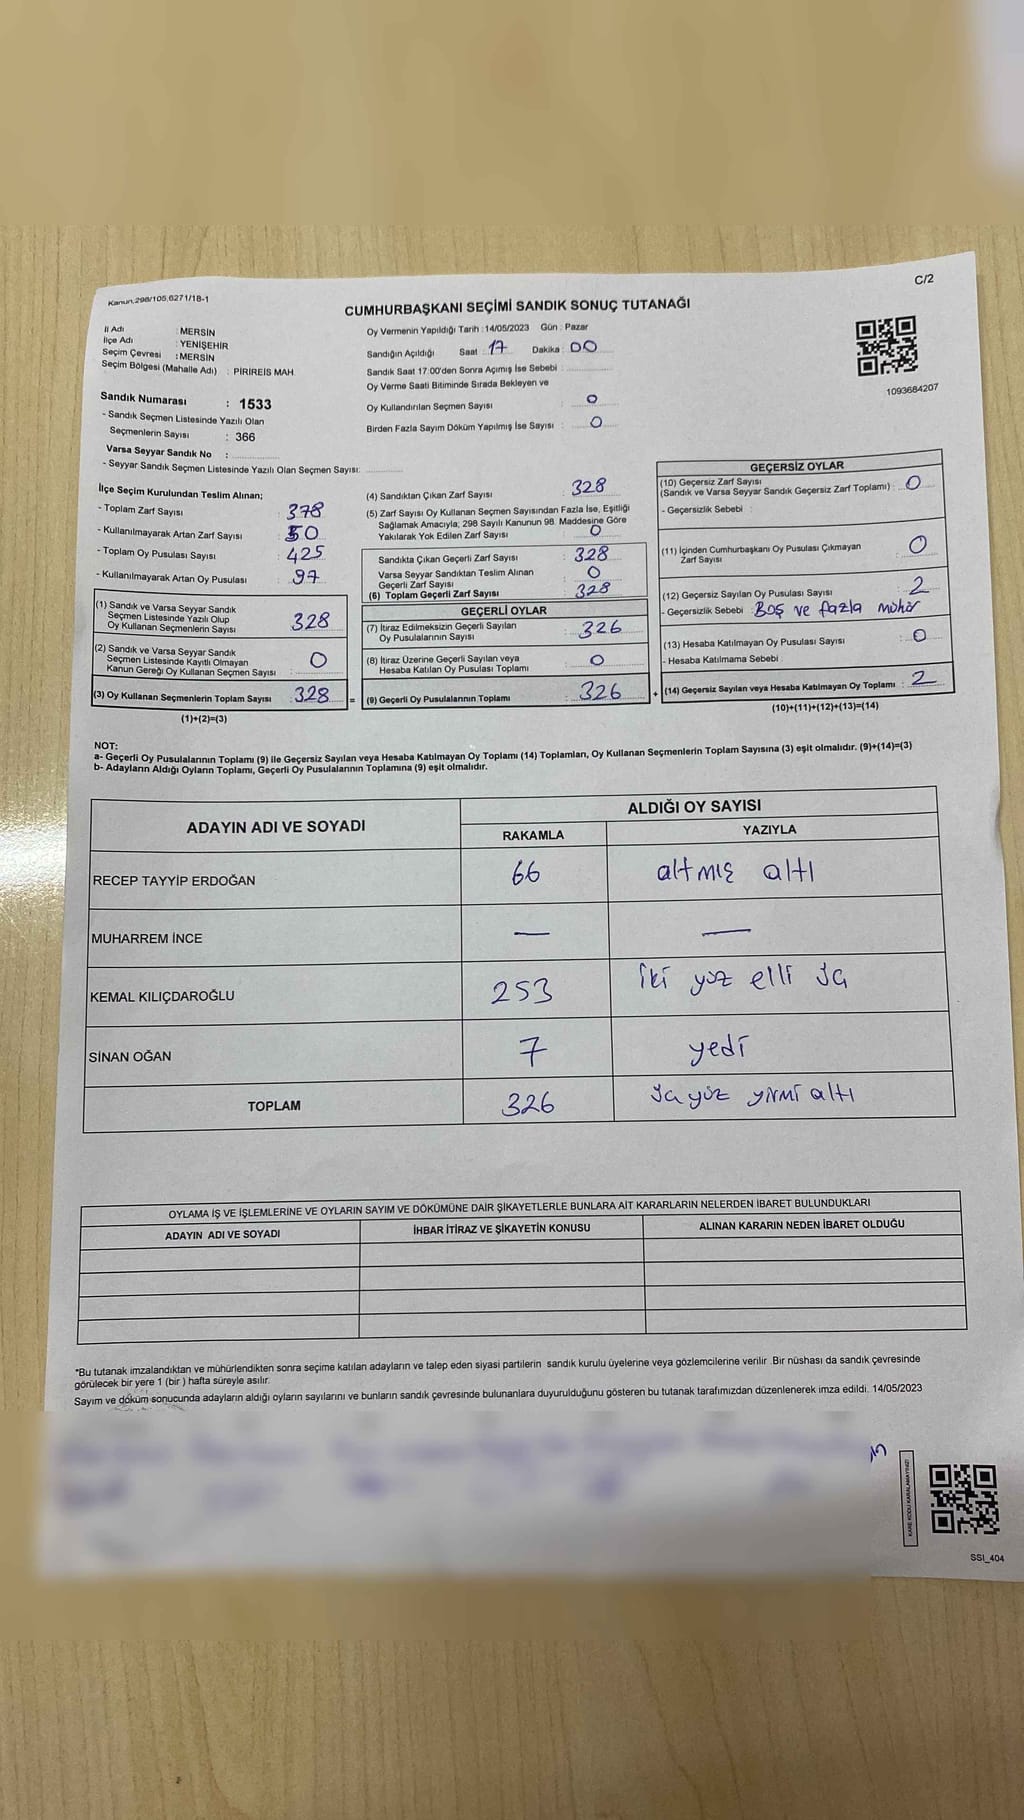 C/2
Kanun.298/105,6271/18-1
CUMHURBAŞKANI SEÇİMİ SANDIK SONUÇ TUTANAĞI
İl Adı : MERSİN
İlçe Adı : YENİŞEHİR
Seçim Çevresi : MERSİN
Seçim Bölgesi (Mahalle Adı) : PİRİREİS MAH.
Sandık Numarası : 1533
- Sandık Seçmen Listesinde Yazılı Olan
Seçmenlerin Sayısı : 366
Varsa Seyyar Sandık No :
- Seyyar Sandık Seçmen Listesinde Yazılı Olan Seçmen Sayısı:
Oy Vermenin Yapıldığı Tarih : 14/05/2023 Gün : Pazar
Sandığın Açıldığı Saat : 17 Dakika : 00
Sandık Saat 17:00'den Sonra Açımış İse Sebebi :
Oy Verme Saati Bitiminde Sırada Bekleyen ve
Oy Kullandırılan Seçmen Sayısı : 0
Birden Fazla Sayım Döküm Yapılmış İse Sayısı : 0
1093684207
İlçe Seçim Kurulundan Teslim Alınan;
- Toplam Zarf Sayısı : 378
- Kullanılmayarak Artan Zarf Sayısı : 50
- Toplam Oy Pusulası Sayısı : 425
- Kullanılmayarak Artan Oy Pusulası : 97
(1) Sandık ve Varsa Seyyar Sandık
Seçmen Listesinde Yazılı Olup
Oy Kullanan Seçmenlerin Sayısı : 328
(2) Sandık ve Varsa Seyyar Sandık
Seçmen Listesinde Kayıtlı Olmayan
Kanun Gereği Oy Kullanan Seçmen Sayısı : 0
(3) Oy Kullanan Seçmenlerin Toplam Sayısı : 328 =
(1)+(2)=(3)
(4) Sandıktan Çıkan Zarf Sayısı : 328
(5) Zarf Sayısı Oy Kullanan Seçmen Sayısından Fazla İse, Eşitliği
Sağlamak Amacıyla; 298 Sayılı Kanunun 98. Maddesine Göre
Yakılarak Yok Edilen Zarf Sayısı : 0
Sandıkta Çıkan Geçerli Zarf Sayısı : 328
Varsa Seyyar Sandıktan Teslim Alınan
Geçerli Zarf Sayısı : 0
(6) Toplam Geçerli Zarf Sayısı : 328
GEÇERLİ OYLAR
(7) İtiraz Edilmeksizin Geçerli Sayılan
Oy Pusulalarının Sayısı : 326
(8) İtiraz Üzerine Geçerli Sayılan veya
Hesaba Katılan Oy Pusulası Toplamı : 0
(9) Geçerli Oy Pusulalarının Toplamı : 326 +
GEÇERSİZ OYLAR
(10) Geçersiz Zarf Sayısı
(Sandık ve Varsa Seyyar Sandık Geçersiz Zarf Toplamı) : 0
- Geçersizlik Sebebi :
(11) İçinden Cumhurbaşkanı Oy Pusulası Çıkmayan
Zarf Sayısı : 0
(12) Geçersiz Sayılan Oy Pusulası Sayısı : 2
- Geçersizlik Sebebi : Boş ve fazla mühür
(13) Hesaba Katılmayan Oy Pusulası Sayısı : 0
- Hesaba Katılmama Sebebi :
(14) Geçersiz Sayılan veya Hesaba Katılmayan Oy Toplamı : 2
(10)+(11)+(12)+(13)=(14)
NOT:
a- Geçerli Oy Pusulalarının Toplamı (9) ile Geçersiz Sayılan veya Hesaba Katılmayan Oy Toplamı (14) Toplamları, Oy Kullanan Seçmenlerin Toplam Sayısına (3) eşit olmalıdır. (9)+(14)=(3)
b- Adayların Aldığı Oyların Toplamı, Geçerli Oy Pusulalarının Toplamına (9) eşit olmalıdır.
ADAYIN ADI VE SOYADI ALDIĞI OY SAYISI
RAKAMLA YAZIYLA
RECEP TAYYİP ERDOĞAN 66 altmış altı
MUHARREM İNCE — —
KEMAL KILIÇDAROĞLU 253 iki yüz elli üç
SİNAN OĞAN 7 yedi
TOPLAM 326 üç yüz yirmi altı
OYLAMA İŞ VE İŞLEMLERİNE VE OYLARIN SAYIM VE DÖKÜMÜNE DAİR ŞİKAYETLERLE BUNLARA AİT KARARLARIN NELERDEN İBARET BULUNDUKLARI
ADAYIN ADI VE SOYADI İHBAR İTİRAZ VE ŞİKAYETİN KONUSU ALINAN KARARIN NEDEN İBARET OLDUĞU
*Bu tutanak imzalandıktan ve mühürlendikten sonra seçime katılan adayların ve talep eden siyasi partilerin sandık kurulu üyelerine veya gözlemcilerine verilir. Bir nüshası da sandık çevresinde
görülecek bir yere 1 (bir) hafta süreyle asılır.
Sayım ve döküm sonucunda adayların aldığı oyların sayılarını ve bunların sandık çevresinde bulunanlara duyurulduğunu gösteren bu tutanak tarafımızdan düzenlenerek imza edildi. 14/05/2023
KARE KODU KARALAMAYINIZ!
SSI_404